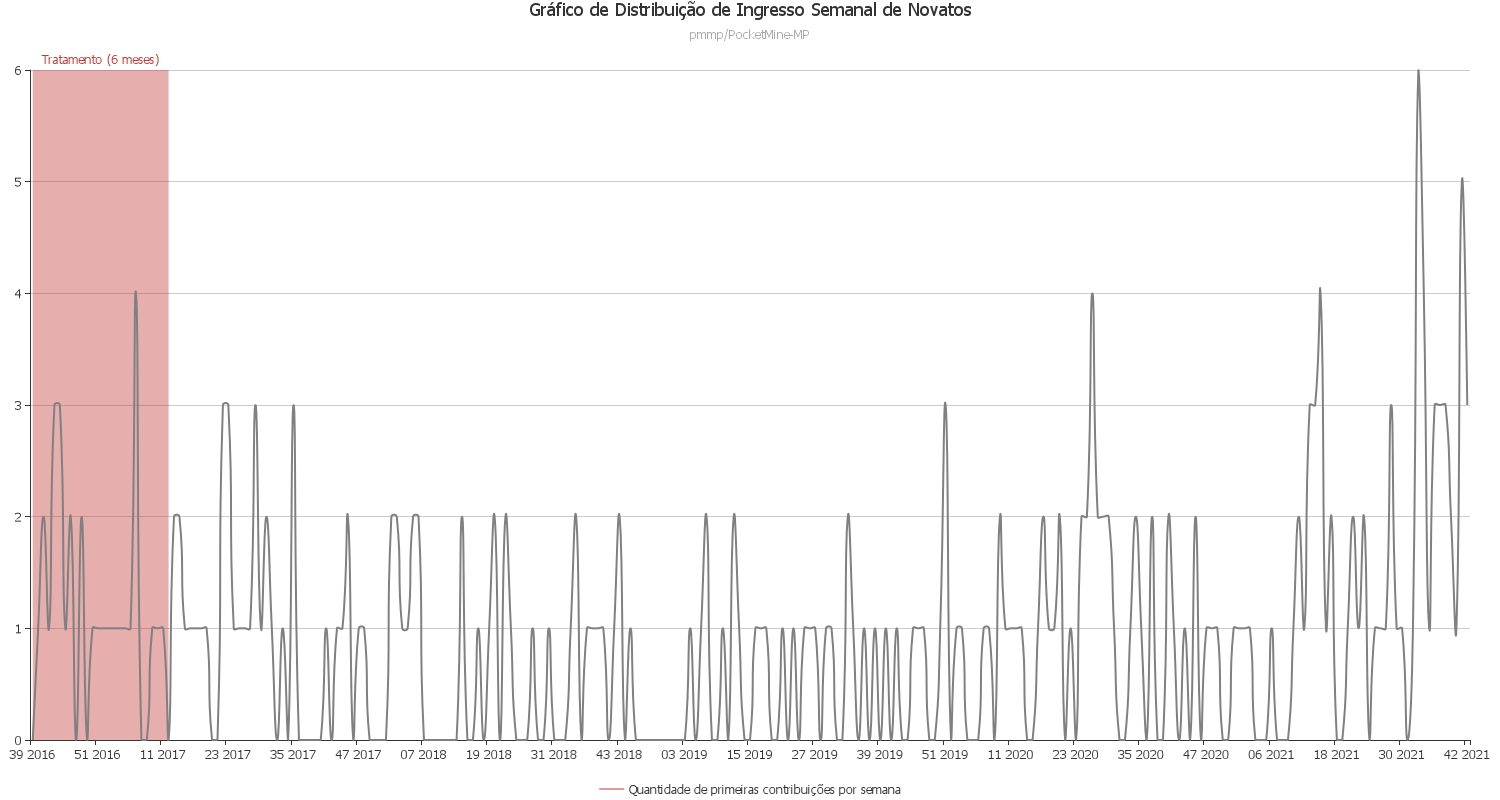 Gráfico de Distribuição de Ingresso Semanal de Novatos
pmmp/PocketMine-MP
Tratamento (6 meses)
6
5
4
3
2
1
0
39 2016 51 2016 11 2017 23 2017 35 2017 47 2017 07 2018 19 2018 31 2018 43 2018 03 2019 15 2019 27 2019 39 2019 51 2019 11 2020 23 2020 35 2020 47 2020 06 2021 18 2021 30 2021 42 2021
Quantidade de primeiras contribuições por semana